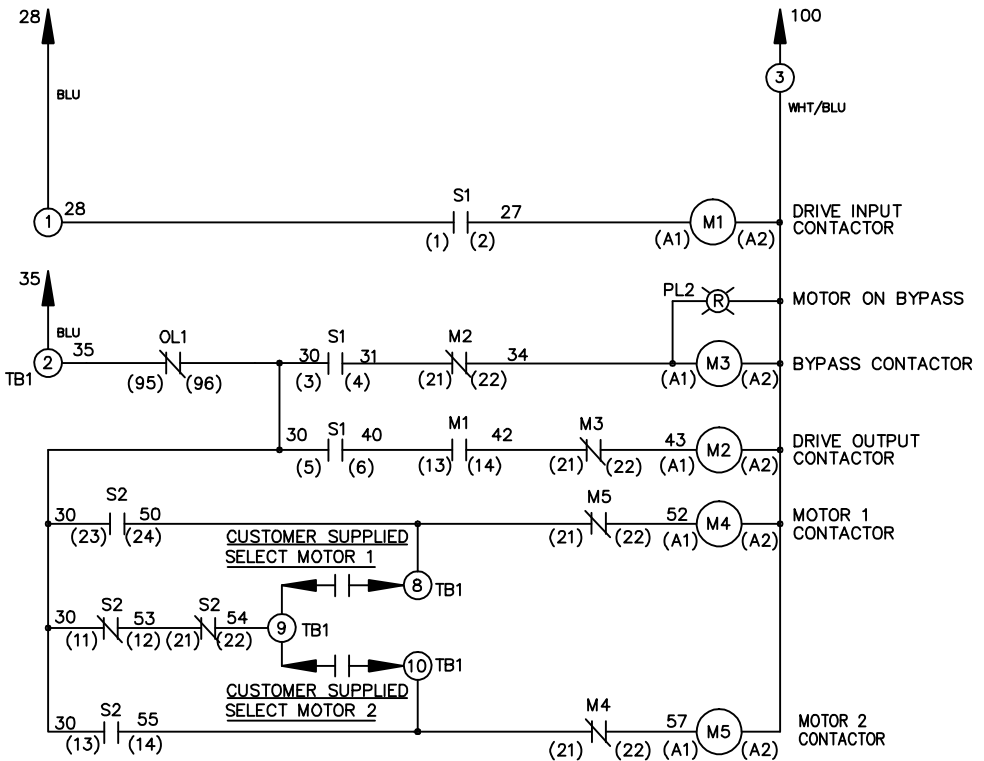 28
100
3
BLU
WHT/BLU
S1
1
28
27
M1
(1)
(2)
(A1)
(A2)
DRIVE INPUT
CONTACTOR
35
PL2
R
MOTOR ON BYPASS
BLU
2
35
OL1
TB1
(95)
(96)
30
S1
31
(3)
(4)
M2
(21)
(22)
34
M3
(A1)
(A2)
BYPASS CONTACTOR
30
S1
40
(5)
(6)
M1
42
(13)
(14)
M3
(21)
(22)
43
M2
(A1)
(A2)
DRIVE OUTPUT
CONTACTOR
30
S2
50
(23)
(24)
M5
(21)
(22)
52
M4
(A1)
(A2)
MOTOR 1
CONTACTOR
CUSTOMER SUPPLIED
SELECT MOTOR 1
8
TB1
30
S2
53
S2
54
(11)
(12)
(21)
(22)
9
TB1
10
TB1
CUSTOMER SUPPLIED
SELECT MOTOR 2
30
S2
55
(13)
(14)
M4
(21)
(22)
57
M5
(A1)
(A2)
MOTOR 2
CONTACTOR